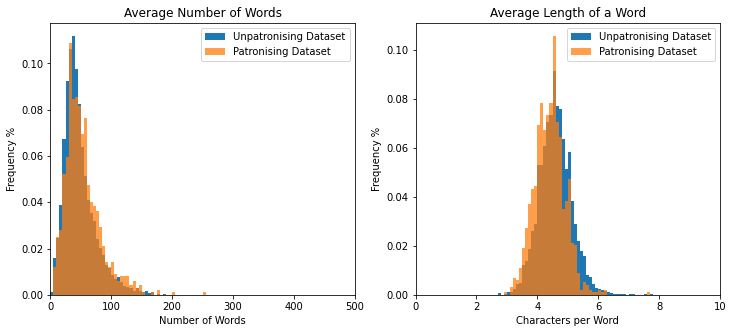 Average Number of Words
Unpatronising Dataset
Patronising Dataset
0.10
0.08
0.06
0.04
0.02
0.00
Frequency %
0 100 200 300 400 500
Number of Words
Average Length of a Word
Unpatronising Dataset
Patronising Dataset
0.10
0.08
0.06
0.04
0.02
0.00
Frequency %
0 2 4 6 8 10
Characters per Word